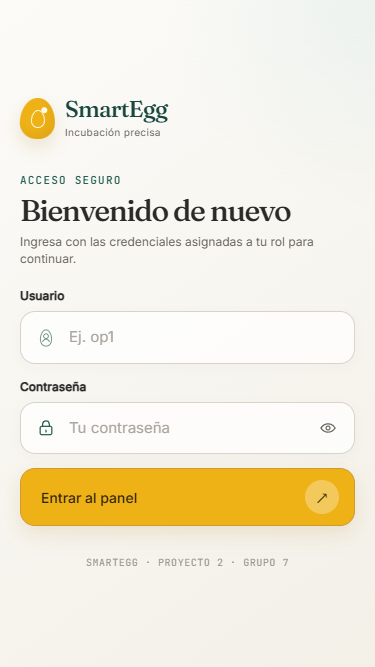 SmartEgg
Incubación precisa
ACCESO SEGURO
Bienvenido de nuevo
Ingresa con las credenciales asignadas a tu rol para
continuar.
Usuario
Ej. op1
Contraseña
Tu contraseña
Entrar al panel
SMARTEGG · PROYECTO 2 · GRUPO 7